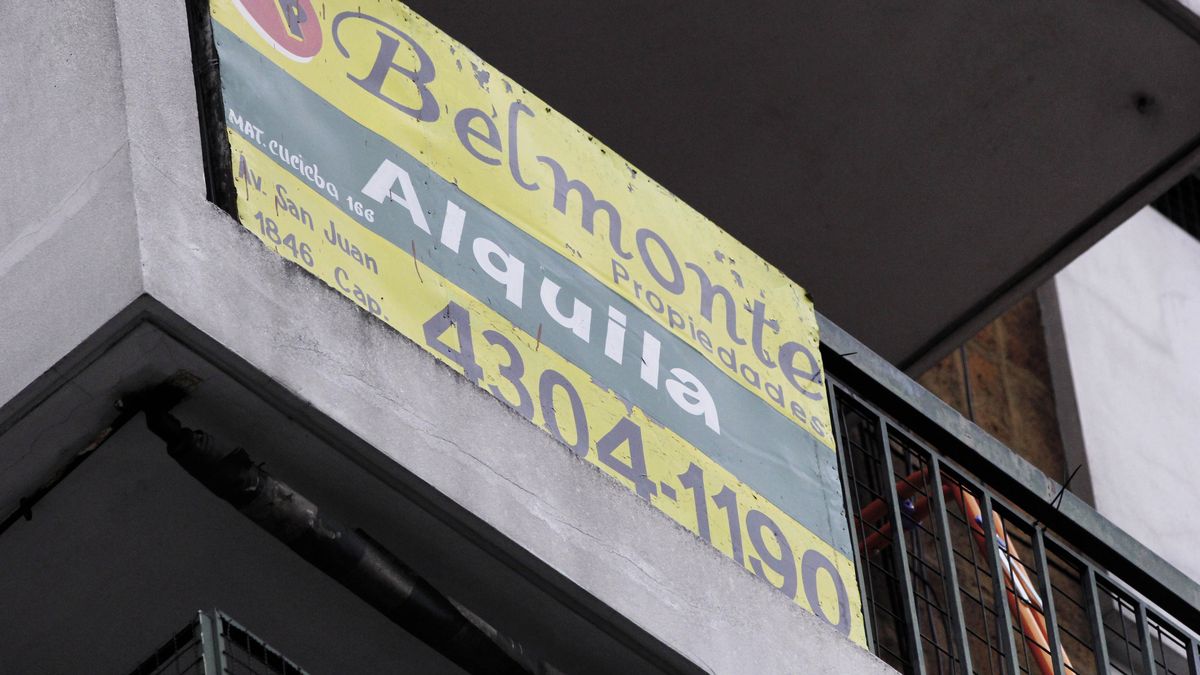 P
Belmonte
Propiedades
MAT. CUCICBA 166
Alquila
Av. San Juan
1846 Cap.
4304-1190